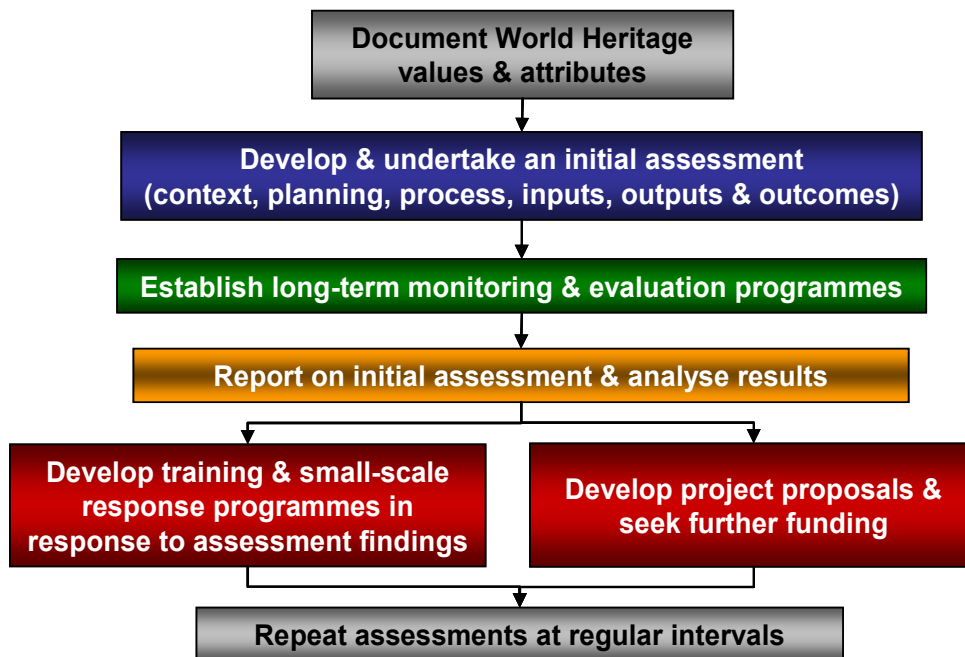 Document World Heritage
values & attributes
Develop & undertake an initial assessment
(context, planning, process, inputs, outputs & outcomes)
Establish long-term monitoring & evaluation programmes
Report on initial assessment & analyse results
Develop training & small-scale
response programmes in
response to assessment findings
Develop project proposals &
seek further funding
Repeat assessments at regular intervals